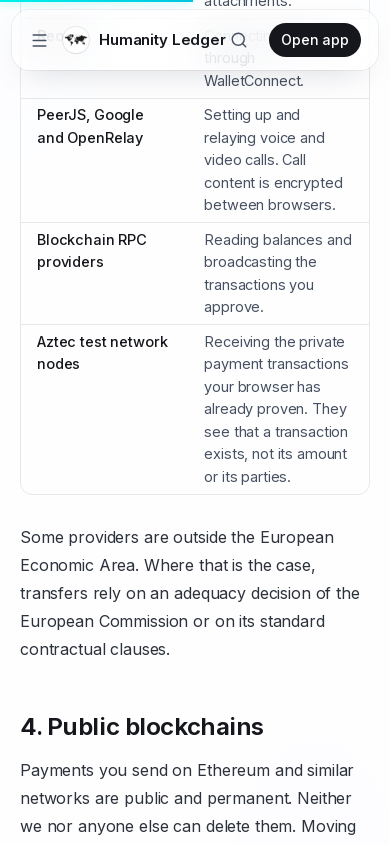 attachments.
Humanity Ledger
Open app
through
WalletConnect.
PeerJS, Google
and OpenRelay
Setting up and
relaying voice and
video calls. Call
content is encrypted
between browsers.
Blockchain RPC
providers
Reading balances and
broadcasting the
transactions you
approve.
Aztec test network
nodes
Receiving the private
payment transactions
your browser has
already proven. They
see that a transaction
exists, not its amount
or its parties.
Some providers are outside the European
Economic Area. Where that is the case,
transfers rely on an adequacy decision of the
European Commission or on its standard
contractual clauses.
4. Public blockchains
Payments you send on Ethereum and similar
networks are public and permanent. Neither
we nor anyone else can delete them. Moving